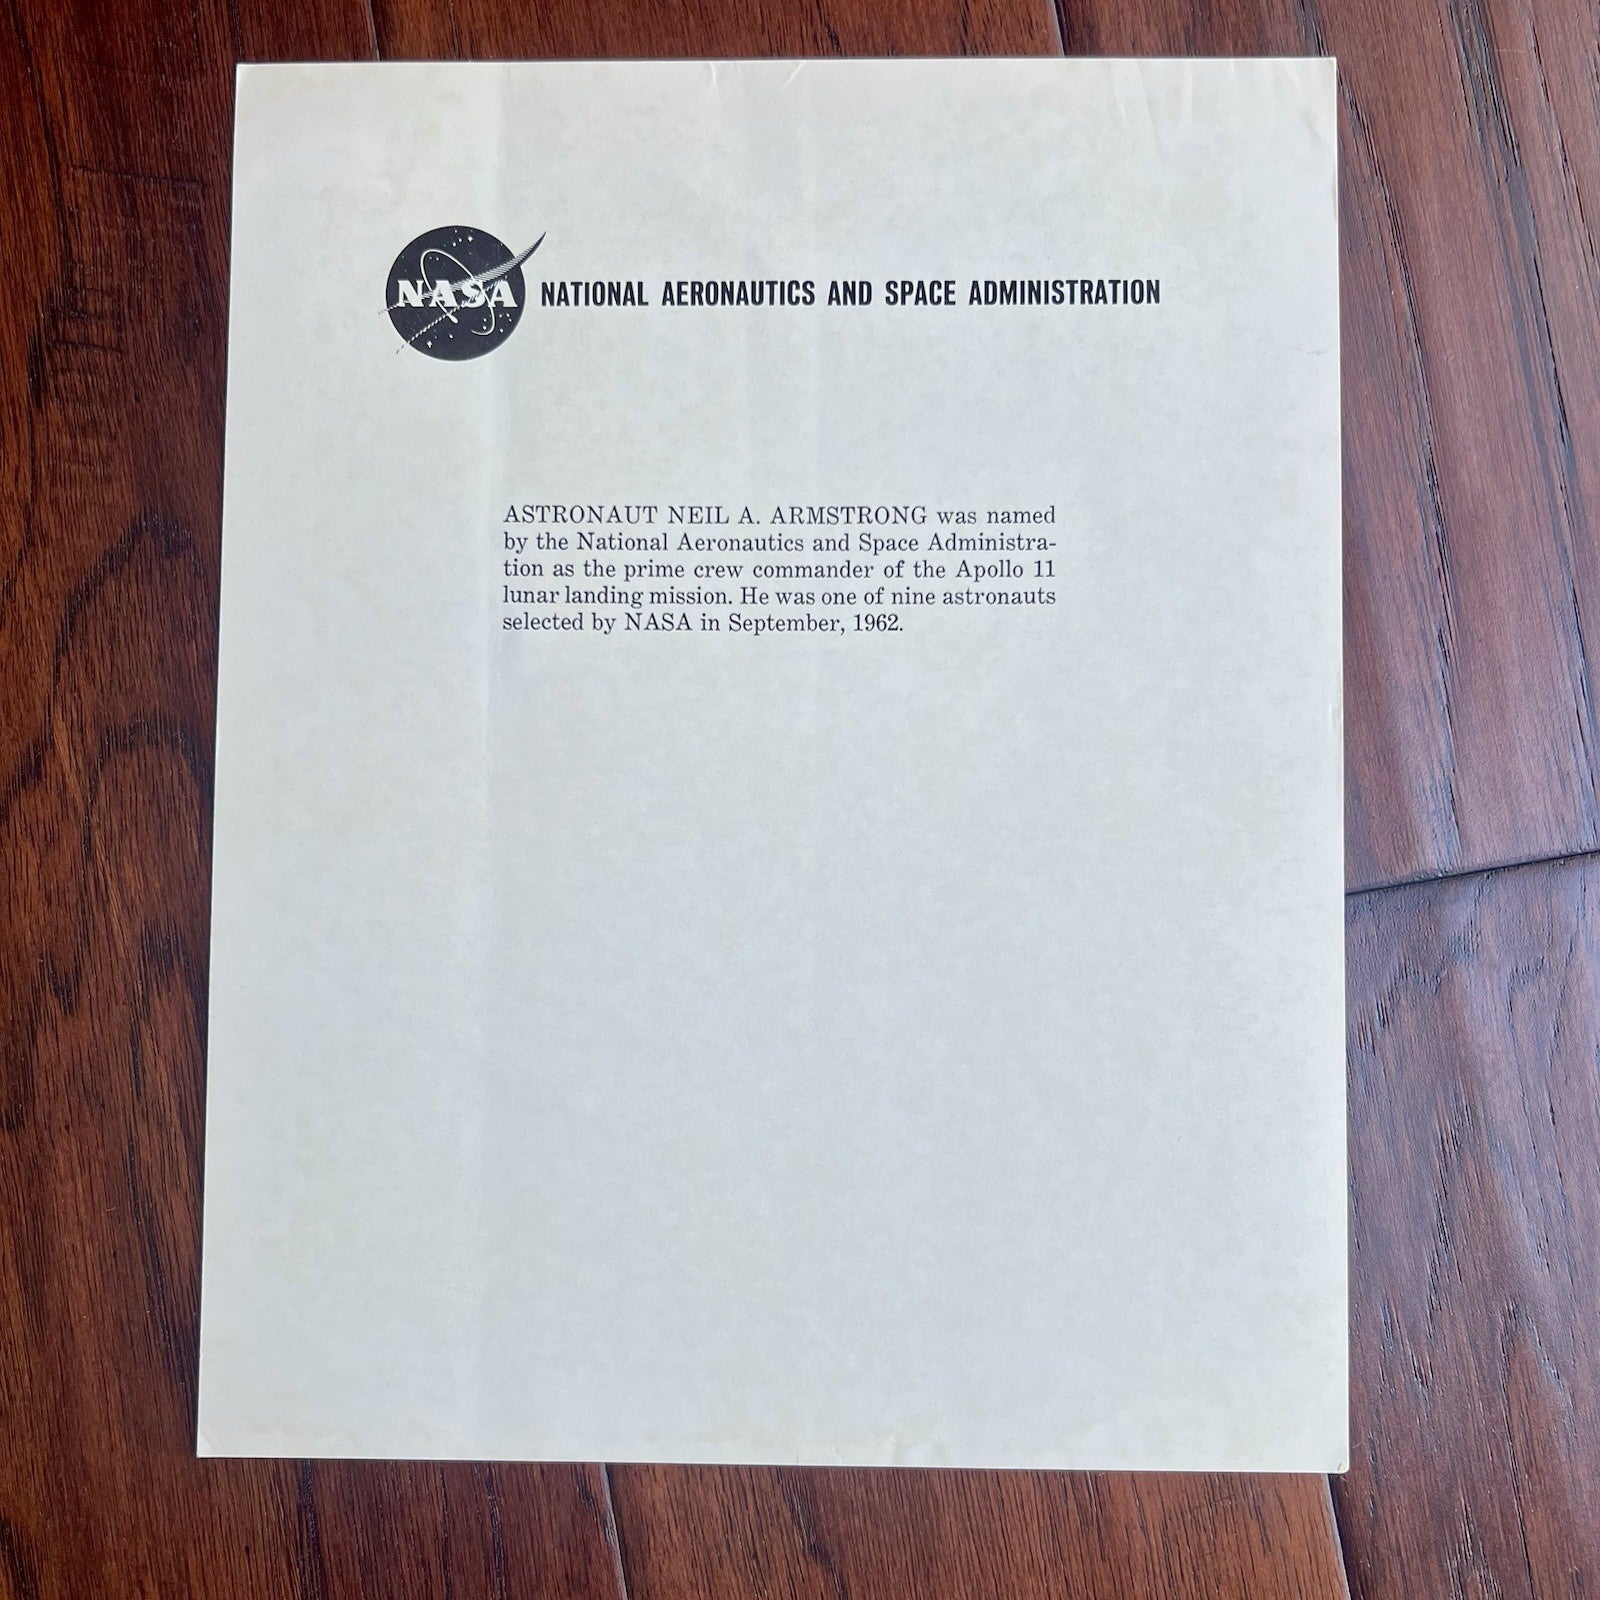 NASA NATIONAL AERONAUTICS AND SPACE ADMINISTRATION
ASTRONAUT NEIL A. ARMSTRONG was named
by the National Aeronautics and Space Administra-
tion as the prime crew commander of the Apollo 11
lunar landing mission. He was one of nine astronauts
selected by NASA in September, 1962.